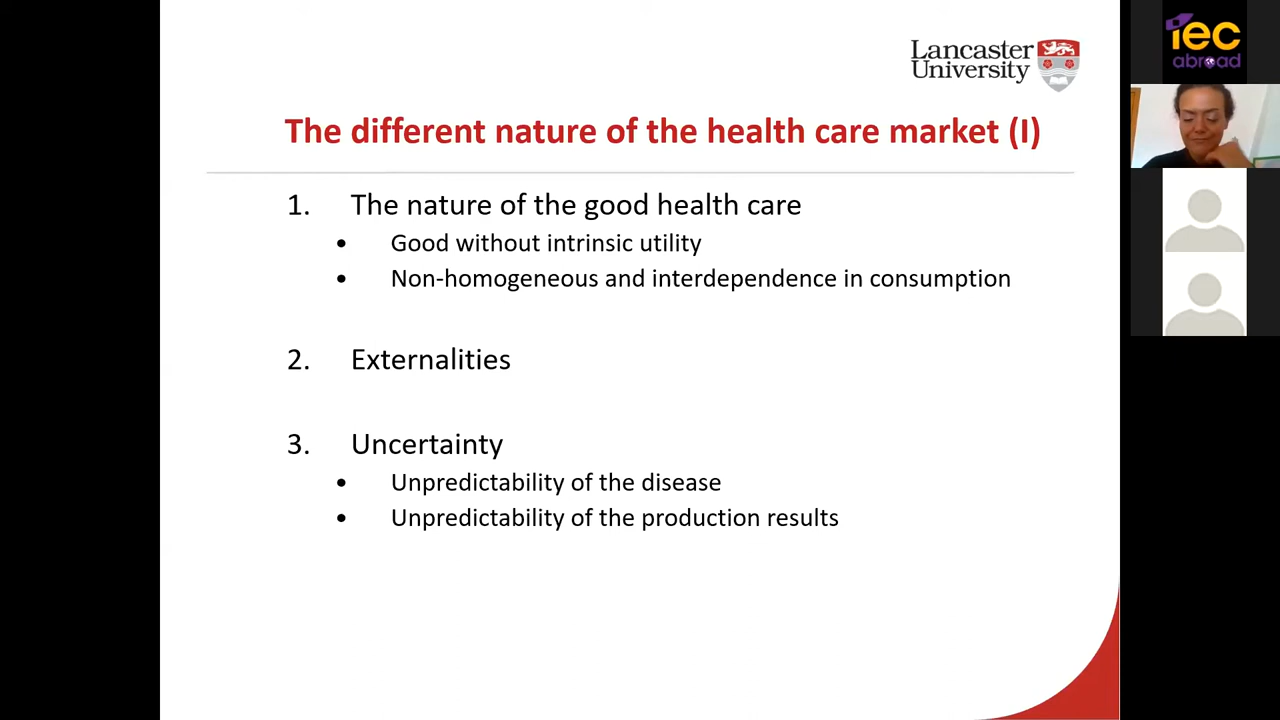 Lancaster
University
iec
abroad
The different nature of the health care market (I)
1. The nature of the good health care
• Good without intrinsic utility
• Non-homogeneous and interdependence in consumption
2. Externalities
3. Uncertainty
• Unpredictability of the disease
• Unpredictability of the production results